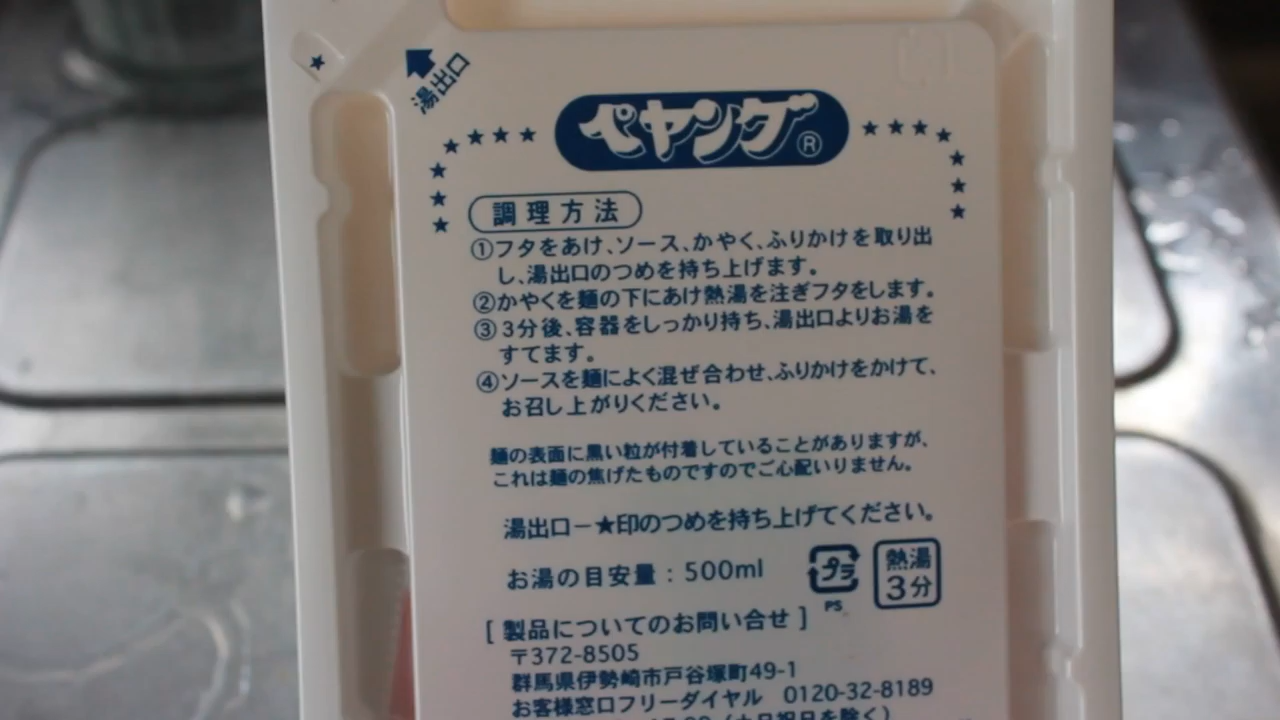 ★
湯出口
ペヤング®
調理方法
①フタをあけ、ソース、かやく、ふりかけを取り出
し、湯出口のつめを持ち上げます。
②かやくを麺の下にあけ熱湯を注ぎフタをします。
③3分後、容器をしっかり持ち、湯出口よりお湯を
すてます。
④ソースを麺によく混ぜ合わせ、ふりかけをかけて、
お召し上がりください。
麺の表面に黒い粒が付着していることがありますが、
これは麺の焦げたものですのでご心配いりません。
湯出口ー★印のつめを持ち上げてください。
お湯の目安量：500ml
プラ
PS
熱湯
3分
[製品についてのお問い合せ]
〒372-8505
群馬県伊勢崎市戸谷塚町49-1
お客様窓口フリーダイヤル 0120-32-8189
(土日祝日を除く)